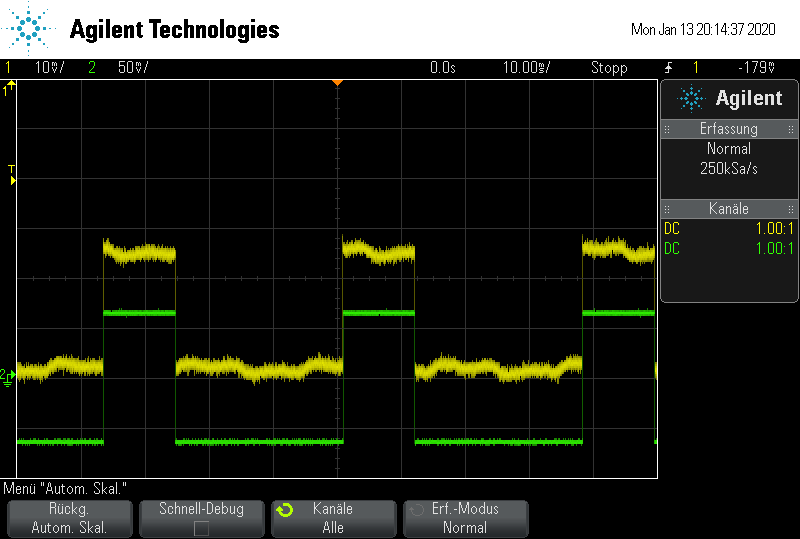 Agilent Technologies
Mon Jan 13 20:14:37 2020
1 10V/ 2 50V/ 0.0s 10.00ms/ Stopp 1 -179V
1
T
2
Agilent
Erfassung
Normal
250kSa/s
Kanäle
DC 1.00:1
DC 1.00:1
Menü "Autom. Skal."
Rückg.
Autom. Skal.
Schnell-Debug
Kanäle
Alle
Erf.-Modus
Normal